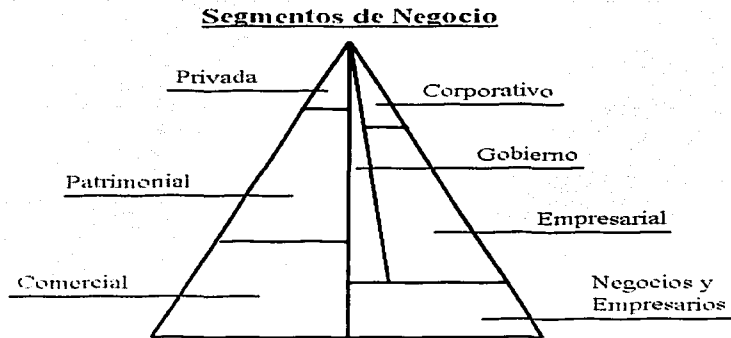 Segmentos de Negocio
Privada
Corporativo
Gobierno
Patrimonial
Empresarial
Comercial
Negocios y
Empresarios